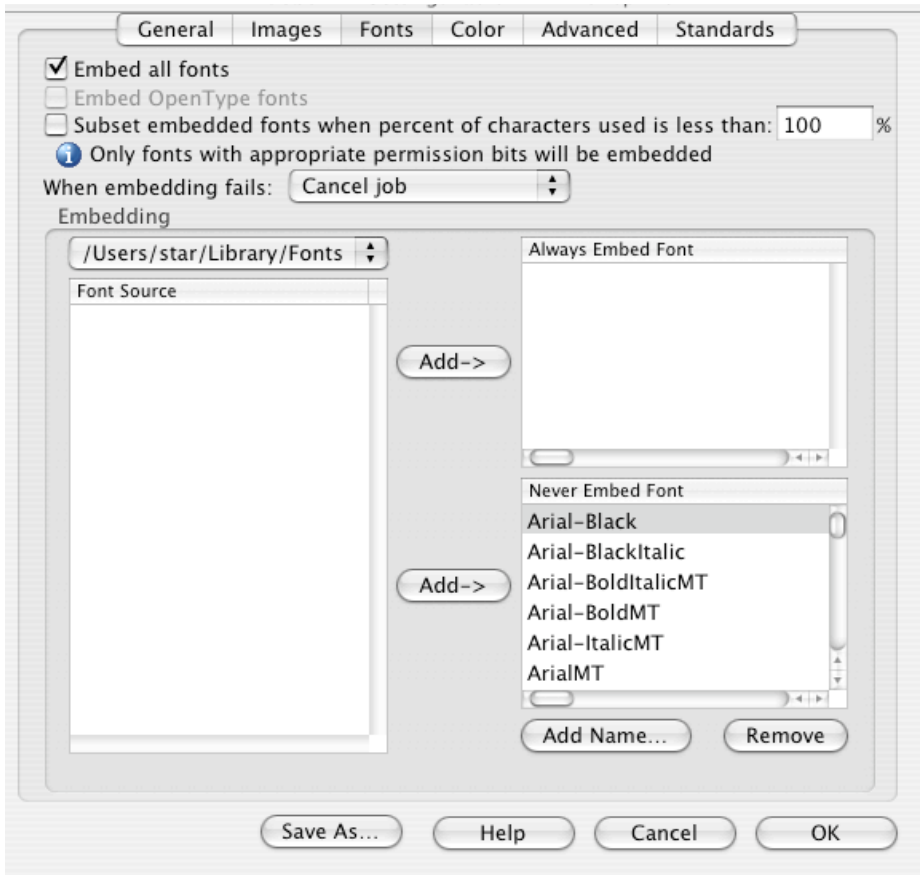 General Images Fonts Color Advanced Standards
Embed all fonts
Embed OpenType fonts
Subset embedded fonts when percent of characters used is less than: 100 %
Only fonts with appropriate permission bits will be embedded
When embedding fails: Cancel job
Embedding
/Users/star/Library/Fonts
Font Source
Add->
Add->
Always Embed Font
Never Embed Font
Arial-Black
Arial-BlackItalic
Arial-BoldItalicMT
Arial-BoldMT
Arial-ItalicMT
ArialMT
Add Name... Remove
Save As... Help Cancel OK